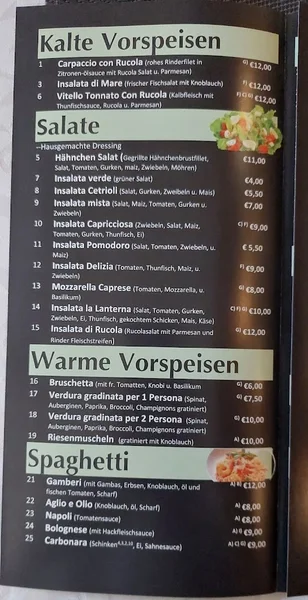 Kalte Vorspeisen
1 Carpaccio con Rucola (rohes Rinderfilet in G) €12,00
Zitronen-ölsauce mit Rucola Salat u. Parmesan)
3 Insalata di Mare (frischer Fischsalat mit Knoblauch) €12,00
6 Vitello Tonnato Con Rucola (Kalbfleisch mit €12,00
Thunfischsauce, Rucola u. Parmesan)
Salate
–Hausgemachte Dressing
5 Hähnchen Salat (Gegrillte Hähnchenbrustfillet, €11,00
Salat, Tomaten, Gurken, maiz, Zwiebeln, Möhren)
7 Insalata verde (grüner Salat) €4,00
8 Insalata Cetrioli (Salat, Gurken, Zweibeln u. Mais) €5,50
9 Insalata mista (Salat, Maiz, Tomaten, Gurken u. €7,00
Zwiebeln)
10 Insalata Capricciosa (Zwiebeln, Salat, Maiz, C) F) €9,00
Tomaten, Gurken, Thunfisch, Ei)
11 Insalata Pomodoro (Salat, Tomaten, Zweibeln, u. € 5,50
Maiz)
12 Insalata Delizia (Tomaten, Thunfisch, Maiz, u. F) €9,00
Zwiebeln)
13 Mozzarella Caprese (Tomaten, Mozzarella, u. G) €8,00
Basilikum)
14 Insalata la Lanterna (Salat, Tomaten, Gurken, C) F) G) €10,00
Zwiebeln, Ei, Thunfisch, gekochtem Schicken, Mais, Käse)
15 Insalata di Rucola (Rucolasalat mit Parmesan und G) €12,00
Rinder Fleischstreifen)
Warme Vorspeisen
16 Bruschetta (mit fr. Tomatten, Knobi u. Basilikum G) €6,00
17 Verdura gradinata per 1 Persona (Spinat, G) €7,50
Auberginen, Paprika, Broccoli, Champignons gratiniert)
18 Verdura gradinata per 2 Persona (Spinat, G) €10,00
Auberginen, Paprika, Broccoli, Champignons gratiniert)
19 Riesenmuscheln (gratiniert mit Knoblauch) A) €10,00
Spaghetti
21 Gamberi (mit Gambas, Erbsen, Knoblauch, öl und €12,00
fischen Tomaten, Scharf)
22 Aglio e Olio (Knoblauch, öl, Scharf) A) €8,00
23 Napoli (Tomatensauce) A) €8,00
24 Bolognese (mit Hackfleischsauce) €9,00
25 Carbonara (Schinken, Ei, Sahnesauce) A) C) G) €9,00